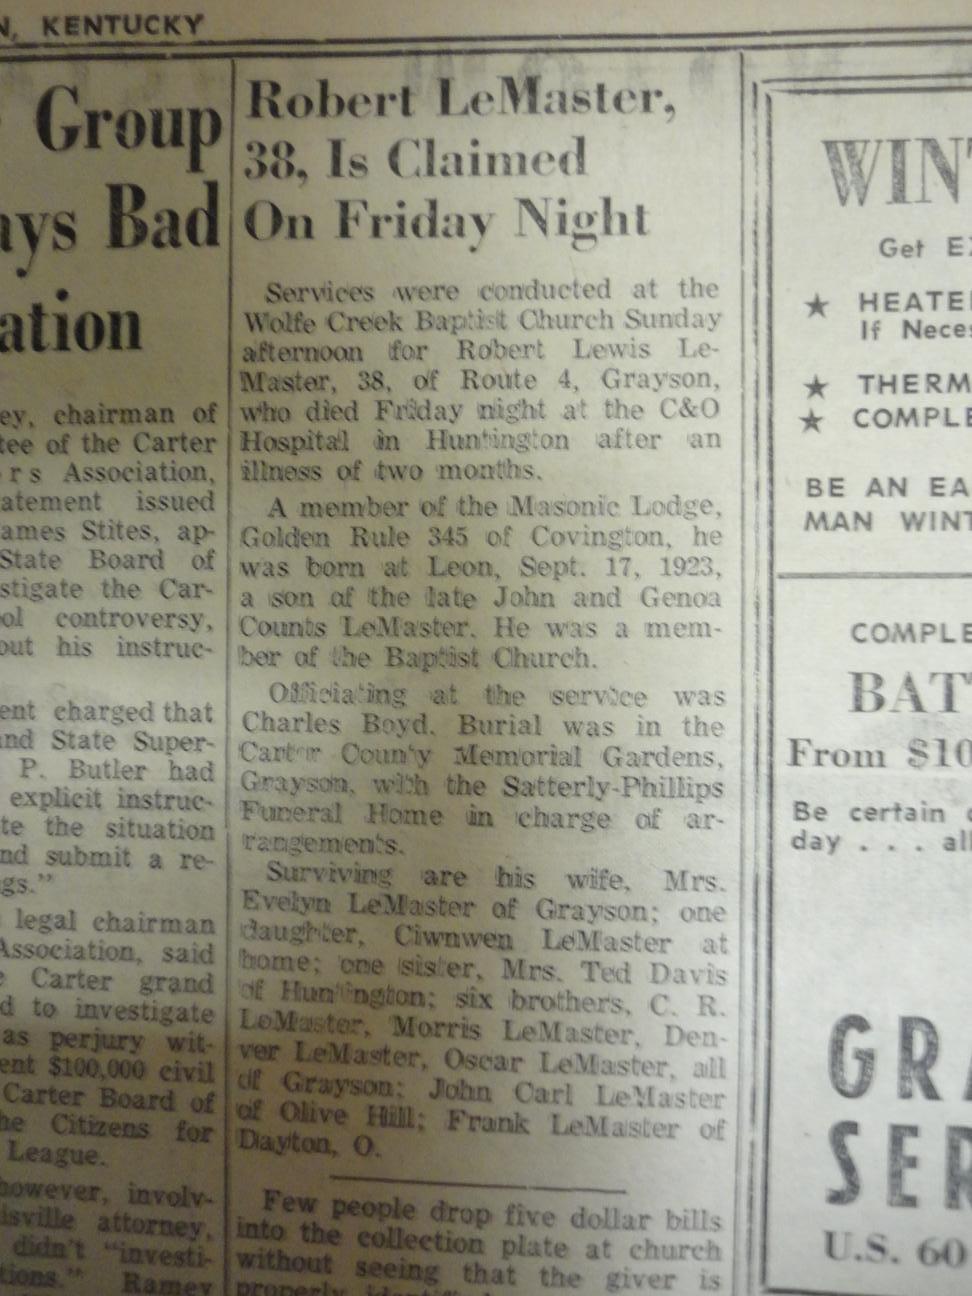 N, KENTUCKY
Group
ays Bad
ation
ey, chairman of
tee of the Carter
rs Association,
atement issued
ames Stites, ap-
State Board of
stigate the Car-
ol controversy,
out his instruc-
ent charged that
and State Super-
P. Butler had
explicit instruc-
te the situation
nd submit a re-
gs."
legal chairman
Association, said
e Carter grand
d to investigate
as perjury wit-
ent $100,000 civil
Carter Board of
he Citizens for
League.
however, involv-
isville attorney,
didn't "investi-
tions." Ramey
Robert LeMaster,
38, Is Claimed
On Friday Night
Services were conducted at the
Wolfe Creek Baptist Church Sunday
afternoon for Robert Lewis Le-
Master, 38, of Route 4, Grayson,
who died Friday night at the C&O
Hospital in Huntington after an
illness of two months.
A member of the Masonic Lodge,
Golden Rule 345 of Covington, he
was born at Leon, Sept. 17, 1923,
a son of the late John and Genoa
Counts LeMaster. He was a mem-
ber of the Baptist Church.
Officiating at the service was
Charles Boyd. Burial was in the
Carter County Memorial Gardens,
Grayson, with the Satterly-Phillips
Funeral Home in charge of ar-
rangements.
Surviving are his wife, Mrs.
Evelyn LeMaster of Grayson; one
daughter, Ciwnwen LeMaster at
home; one sister, Mrs. Ted Davis
of Huntington; six brothers, C. R.
LeMaster, Morris LeMaster, Den-
ver LeMaster, Oscar LeMaster, all
of Grayson; John Carl LeMaster
of Olive Hill; Frank LeMaster of
Dayton, O.
Few people drop five dollar bills
into the collection plate at church
without seeing that the giver is
properly
WINT
Get EX
★ HEATE
If Neces
★ THERM
★ COMPLE
BE AN EA
MAN WINT
COMPLE
BAT
From $10
Be certain
day . . . all
GRA
SER
U.S. 60